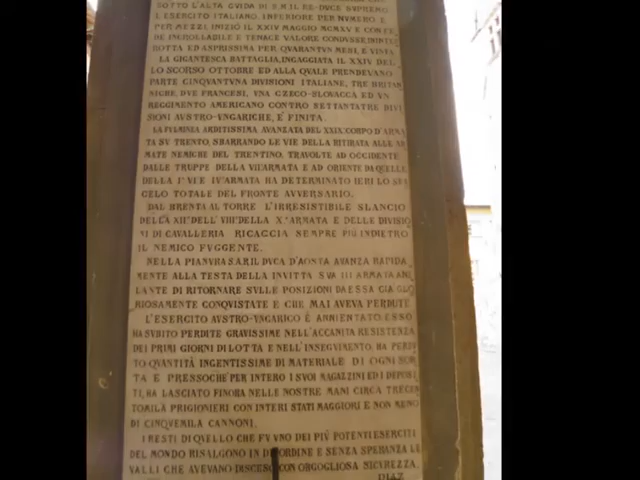 SOTTO L'ALTA GUIDA DI S.M. IL RE-DUCE SUPREMO
L'ESERCITO ITALIANO, INFERIORE PER NUMERO E
PER MEZZI, INIZIÒ IL XXIV MAGGIO MCMXV E CON FE
DE INCROLLABILE E TENACE VALORE CONDUSSE, ININTER
ROTTA ED ASPRISSIMA PER QUARANTUN MESI, È VINTA.
LA GIGANTESCA BATTAGLIA, INGAGGIATA IL XXIV DEL
LO SCORSO OTTOBRE ED ALLA QUALE PRENDEVANO
PARTE CINQUANTUNA DIVISIONI ITALIANE, TRE BRITAN
NICHE, DUE FRANCESI, UNA CZECO-SLOVACCA ED UN
REGGIMENTO AMERICANO CONTRO SETTANTATRE DIVI
SIONI AUSTRO-UNGARICHE, È FINITA.
LA FULMINEA ARDITISSIMA AVANZATA DEL XXIX CORPO D'ARMA
TA SU TRENTO, SBARRANDO LE VIE DELLA RITIRATA ALLE AR
MATE NEMICHE DEL TRENTINO, TRAVOLTE AD OCCIDENTE
DALLE TRUPPE DELLA VII ARMATA E AD ORIENTE DA QUELLE
DELLA I VI E IV ARMATA HA DETERMINATO IERI LO SFA
CELO TOTALE DEL FRONTE AVVERSARIO.
DAL BRENTA AL TORRE L'IRRESISTIBILE SLANCIO
DELLA XII DELL'VIII DELLA X ARMATA E DELLE DIVISIO
NI DI CAVALLERIA RICACCIA SEMPRE PIÙ INDIETRO
IL NEMICO FUGGENTE.
NELLA PIANURA S.A.R. IL DUCA D'AOSTA AVANZA RAPIDA
MENTE ALLA TESTA DELLA INVITTA SUA III ARMATA ANE
LANTE DI RITORNARE SULLE POSIZIONI DA ESSA GIÀ GLO
RIOSAMENTE CONQUISTATE E CHE MAI AVEVA PERDUTE
L'ESERCITO AUSTRO-UNGARICO È ANNIENTATO ESSO
HA SUBITO PERDITE GRAVISSIME NELL'ACCANITA RESISTENZA
DEI PRIMI GIORNI DI LOTTA E NELL'INSEGUIMENTO, HA PERDU
TO QUANTITÀ INGENTISSIME DI MATERIALE DI OGNI SOR
TA E PRESSOCHÈ PER INTERO I SUOI MAGAZZINI ED I DEPOSI
TI, HA LASCIATO FINORA NELLE NOSTRE MANI CIRCA TRECEN
TOMILA PRIGIONIERI CON INTERI STATI MAGGIORI E NON MENO
DI CINQUEMILA CANNONI.
I RESTI DI QUELLO CHE FU UNO DEI PIÙ POTENTI ESERCITI
DEL MONDO RISALGONO IN DISORDINE E SENZA SPERANZA LE
VALLI CHE AVEVANO DISCESO CON ORGOGLIOSA SICUREZZA.
DIAZ